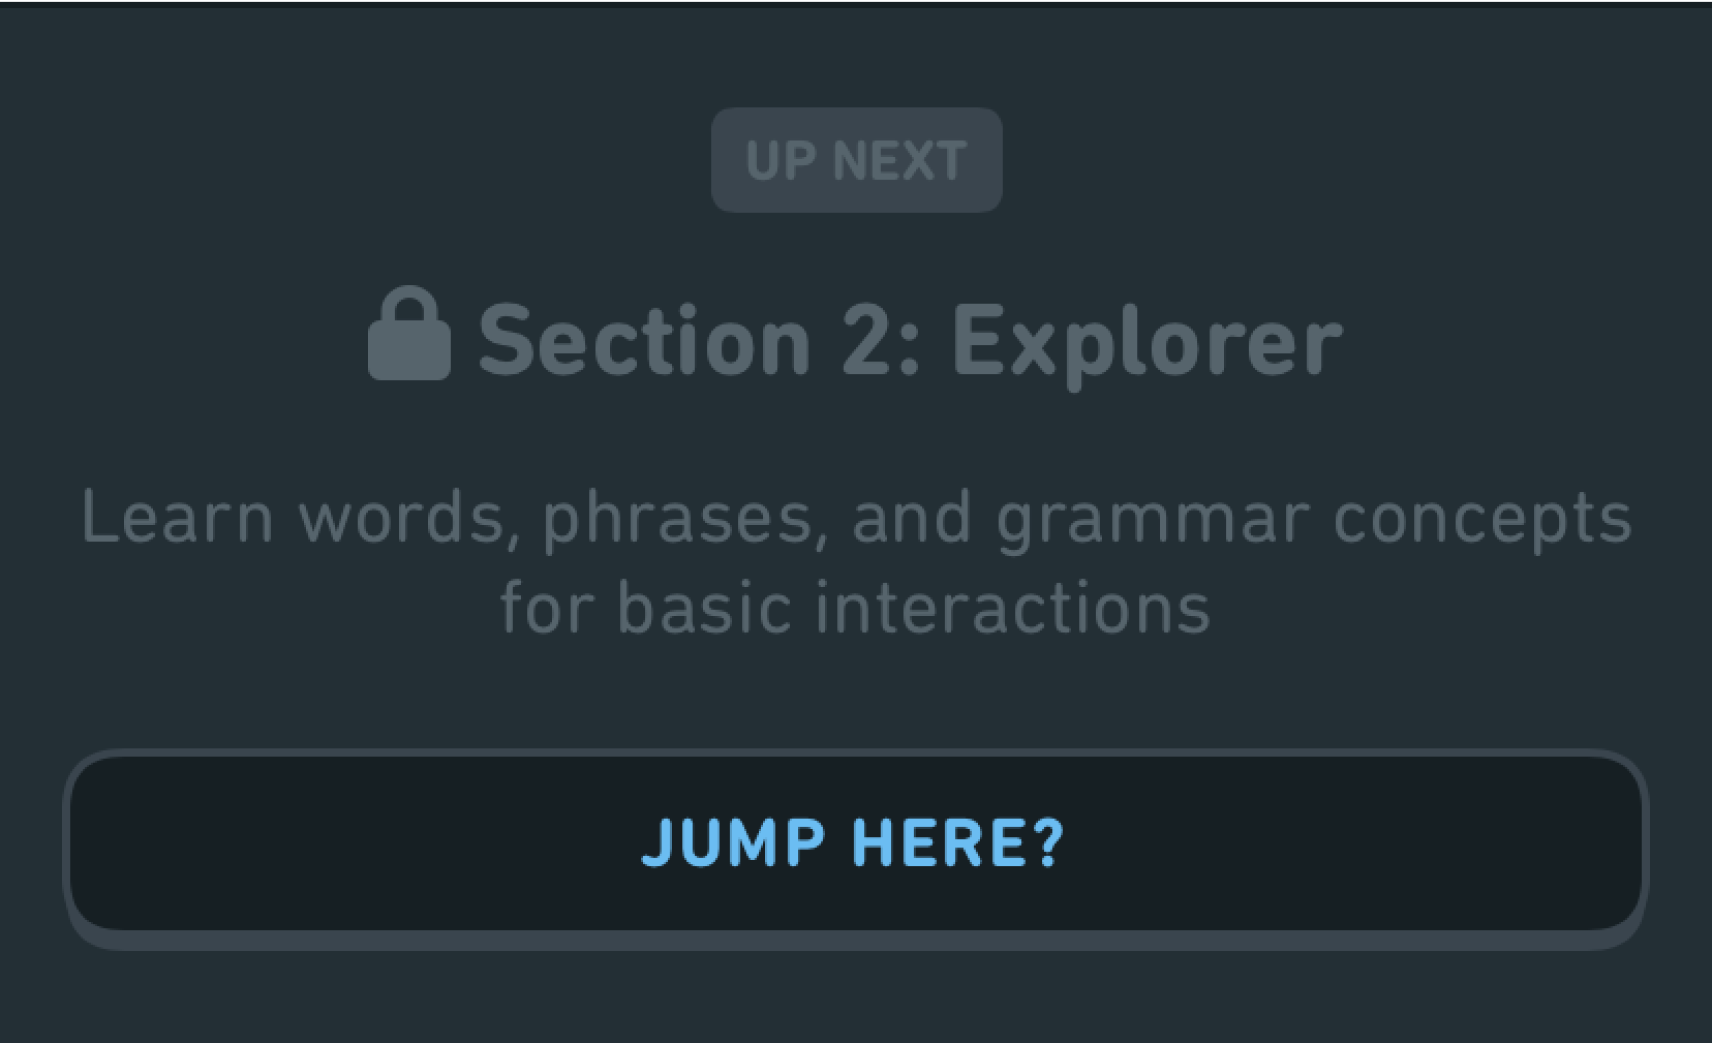 UP NEXT
Section 2: Explorer
Learn words, phrases, and grammar concepts
for basic interactions
JUMP HERE?